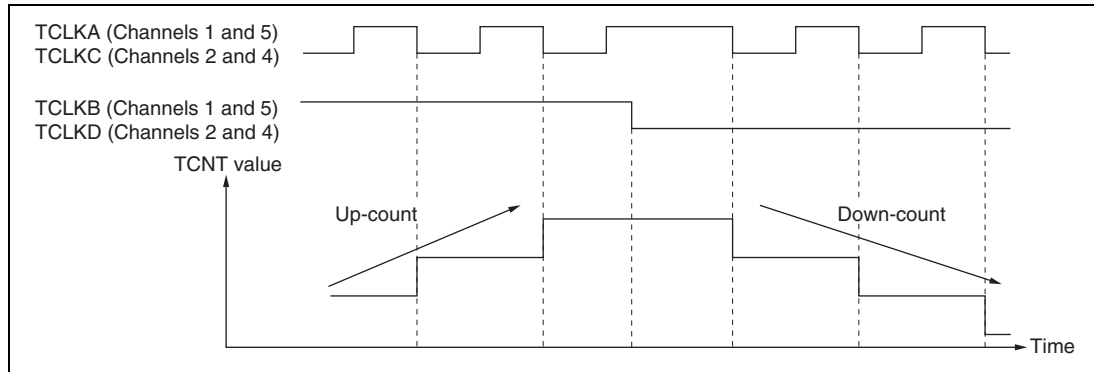 TCLKA (Channels 1 and 5)
TCLKC (Channels 2 and 4)
TCLKB (Channels 1 and 5)
TCLKD (Channels 2 and 4)
TCNT value
Up-count
Down-count
Time